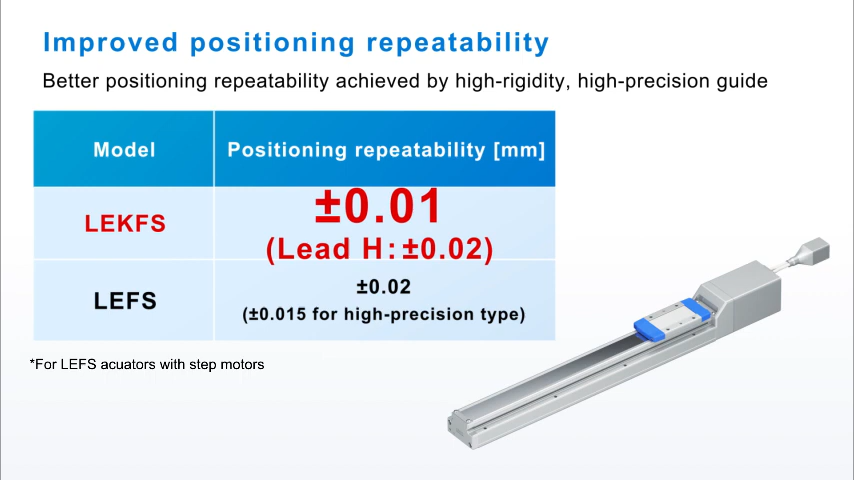 Improved positioning repeatability
Better positioning repeatability achieved by high-rigidity, high-precision guide
Model
Positioning repeatability [mm]
LEKFS
±0.01
(Lead H:±0.02)
LEFS
±0.02
(±0.015 for high-precision type)
*For LEFS acuators with step motors